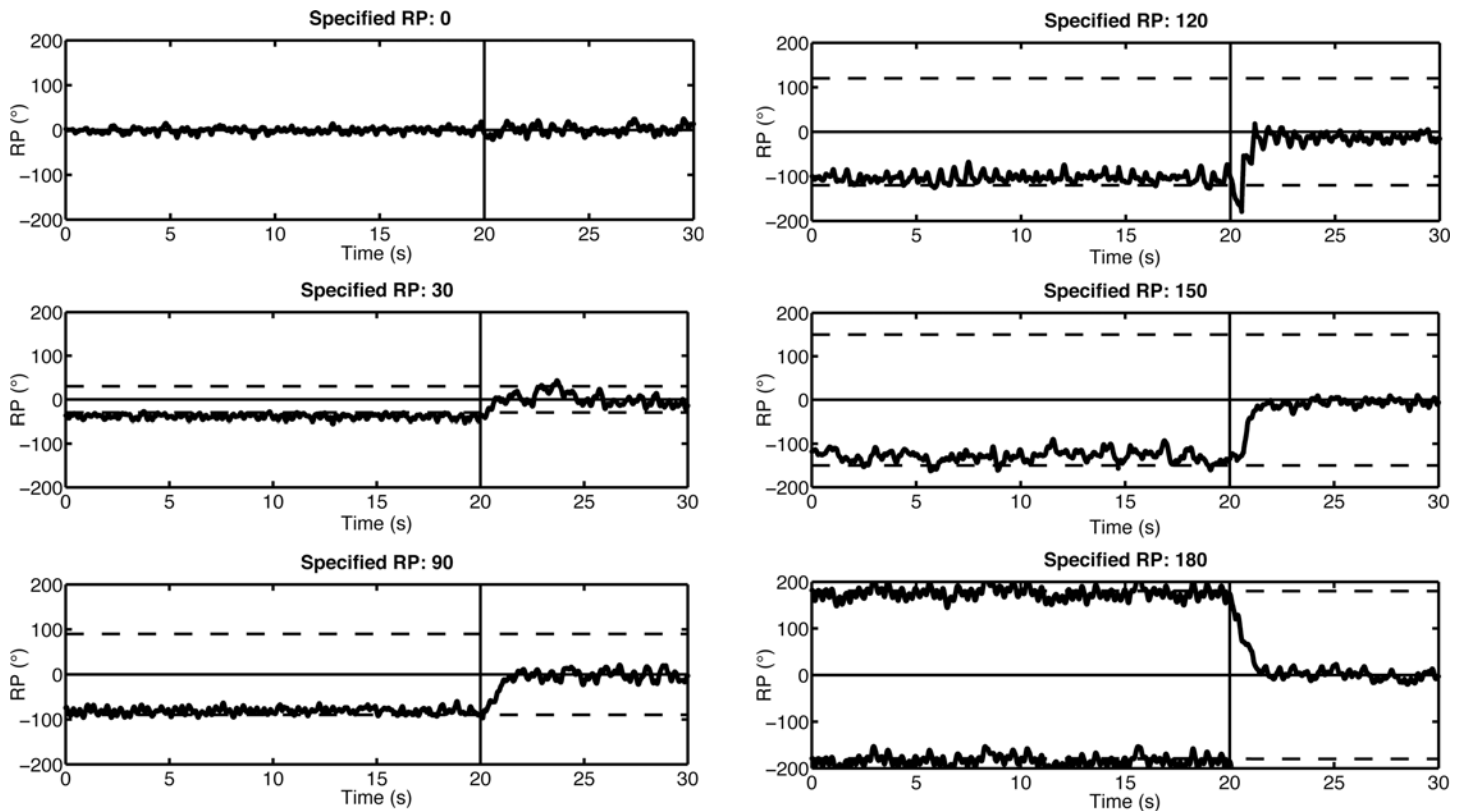 Specified RP: 0
200
100
0
−100
−200
RP (°)
0 5 10 15 20 25 30
Time (s)
Specified RP: 30
200
100
0
−100
−200
RP (°)
0 5 10 15 20 25 30
Time (s)
Specified RP: 90
200
100
0
−100
−200
RP (°)
0 5 10 15 20 25 30
Time (s)
Specified RP: 120
200
100
0
−100
−200
RP (°)
0 5 10 15 20 25 30
Time (s)
Specified RP: 150
200
100
0
−100
−200
RP (°)
0 5 10 15 20 25 30
Time (s)
Specified RP: 180
200
100
0
−100
−200
RP (°)
0 5 10 15 20 25 30
Time (s)